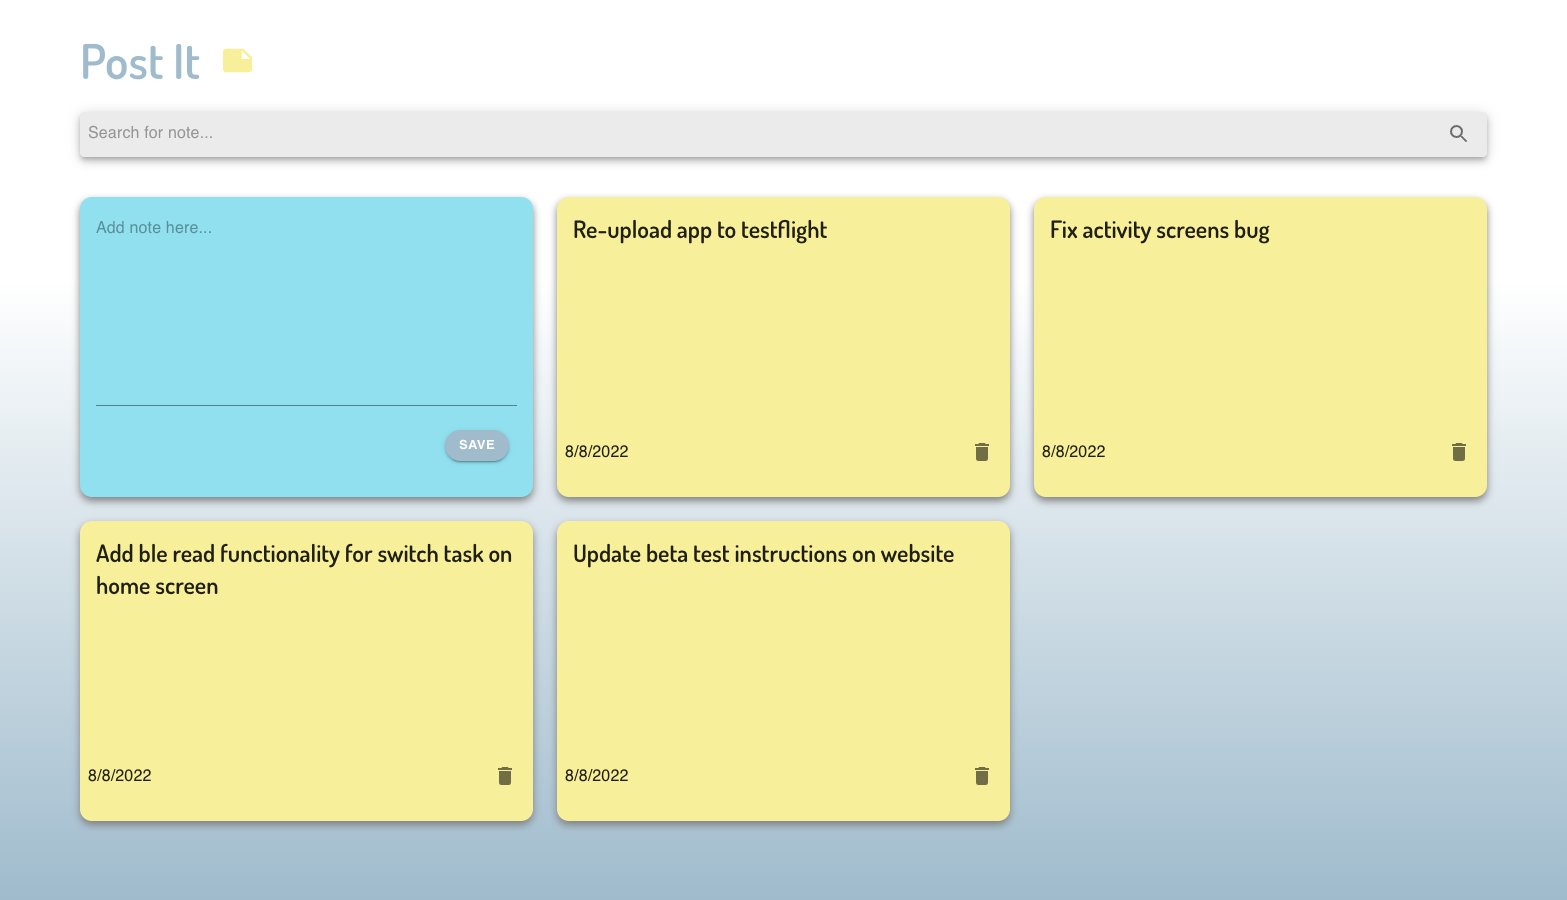 Post It
Search for note...
Add note here...
SAVE
Re-upload app to testflight
8/8/2022
Fix activity screens bug
8/8/2022
Add ble read functionality for switch task on
home screen
8/8/2022
Update beta test instructions on website
8/8/2022